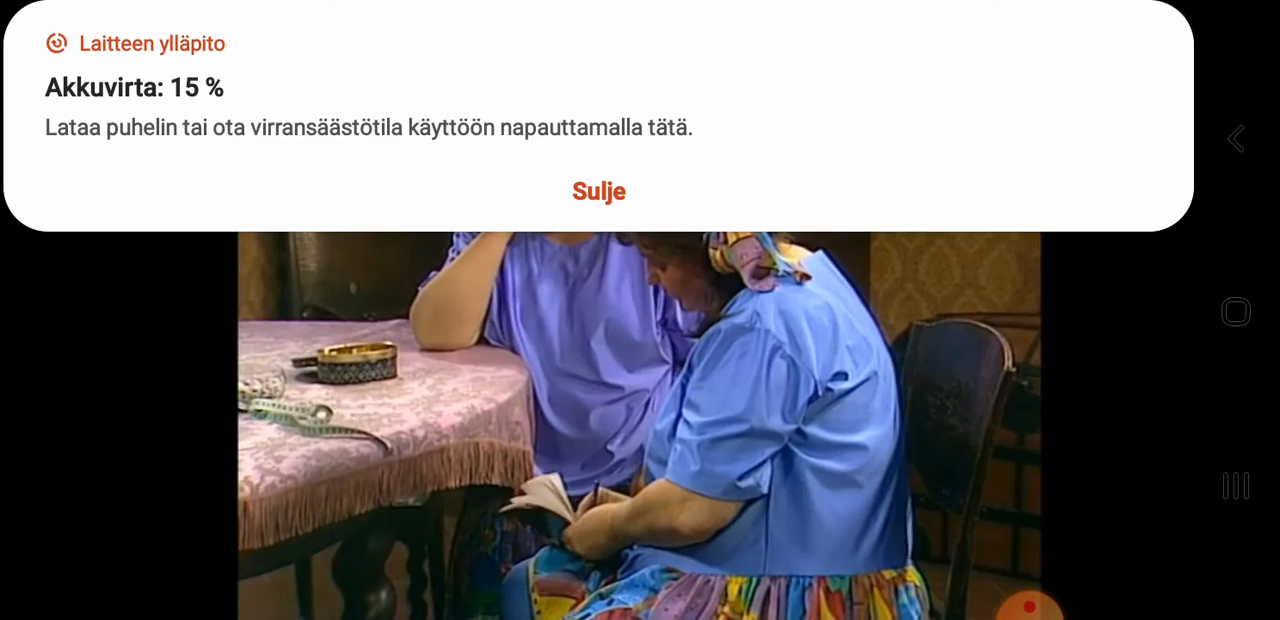 Laitteen ylläpito
Akkuvirta: 15 %
Lataa puhelin tai ota virransäästötila käyttöön napauttamalla tätä.
Sulje